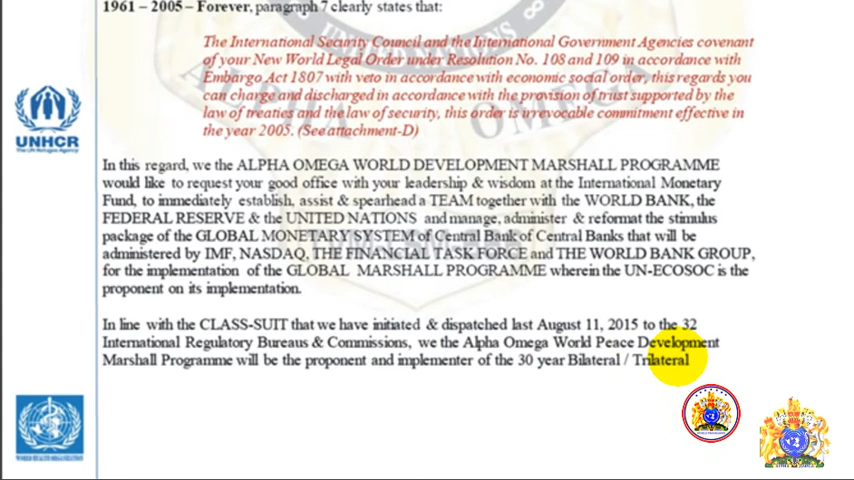 1961 – 2005 – Forever, paragraph 7 clearly states that:
The International Security Council and the International Government Agencies covenant
of your New World Legal Order under Resolution No. 108 and 109 in accordance with
Embargo Act 1807 with veto in accordance with economic social order, this regards you
can charge and discharged in accordance with the provision of trust supported by the
law of treaties and the law of security, this order is irrevocable commitment effective in
the year 2005. (See attachment-D)
UNITED NATIONS
ALPHA OMEGA
UNHCR
The UN Refugee Agency
In this regard, we the ALPHA OMEGA WORLD DEVELOPMENT MARSHALL PROGRAMME
would like to request your good office with your leadership & wisdom at the International Monetary
Fund, to immediately establish, assist & spearhead a TEAM together with the WORLD BANK, the
FEDERAL RESERVE & the UNITED NATIONS and manage, administer & reformat the stimulus
package of the GLOBAL MONETARY SYSTEM of Central Bank of Central Banks that will be
administered by IMF, NASDAQ, THE FINANCIAL TASK FORCE and THE WORLD BANK GROUP,
for the implementation of the GLOBAL MARSHALL PROGRAMME wherein the UN-ECOSOC is the
proponent on its implementation.
In line with the CLASS-SUIT that we have initiated & dispatched last August 11, 2015 to the 32
International Regulatory Bureaus & Commissions, we the Alpha Omega World Peace Development
Marshall Programme will be the proponent and implementer of the 30 year Bilateral / Trilateral
WORLD HEALTH ORGANIZATION